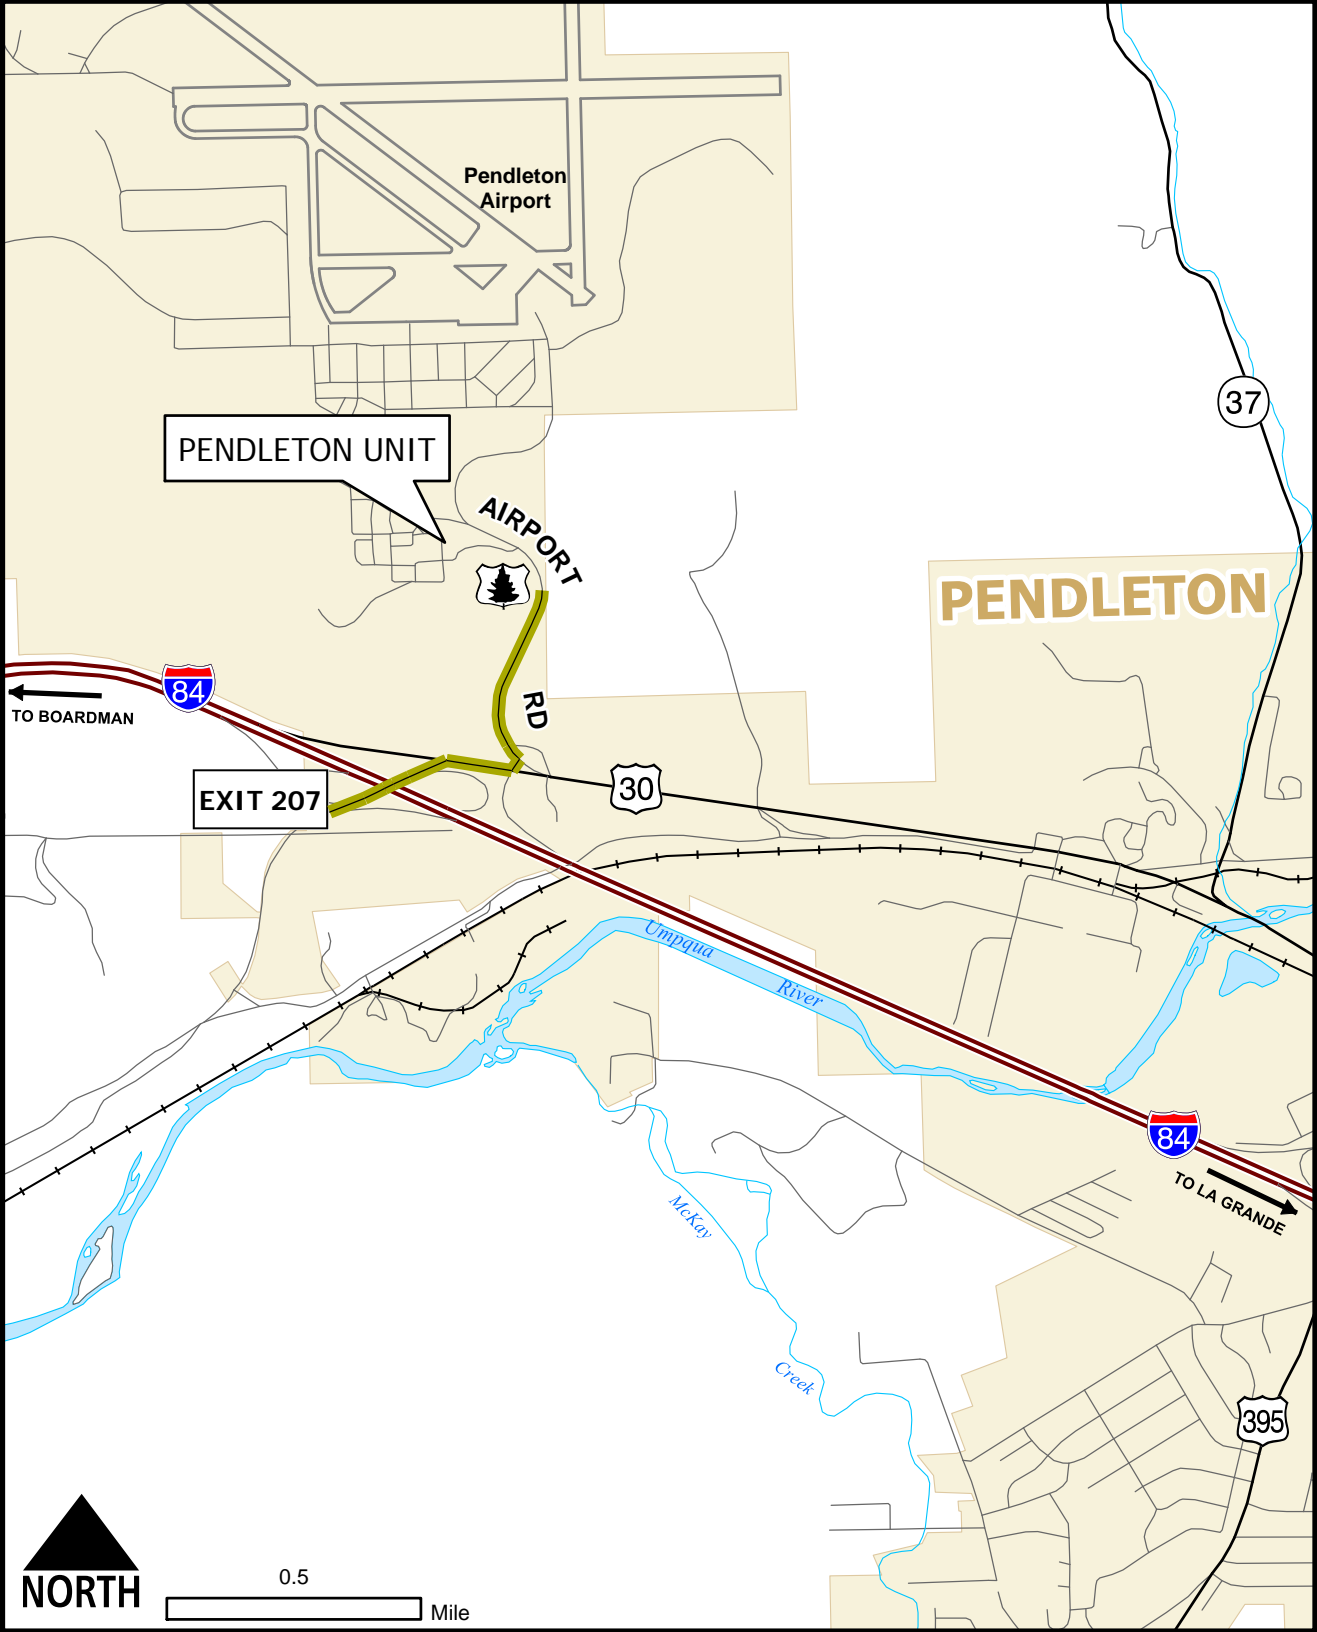 Pendleton
Airport
37
PENDLETON UNIT
AIRPORT
PENDLETON
84
TO BOARDMAN
RD
EXIT 207
30
Umpqua
River
84
TO LA GRANDE
McKay
Creek
395
NORTH
0.5
Mile